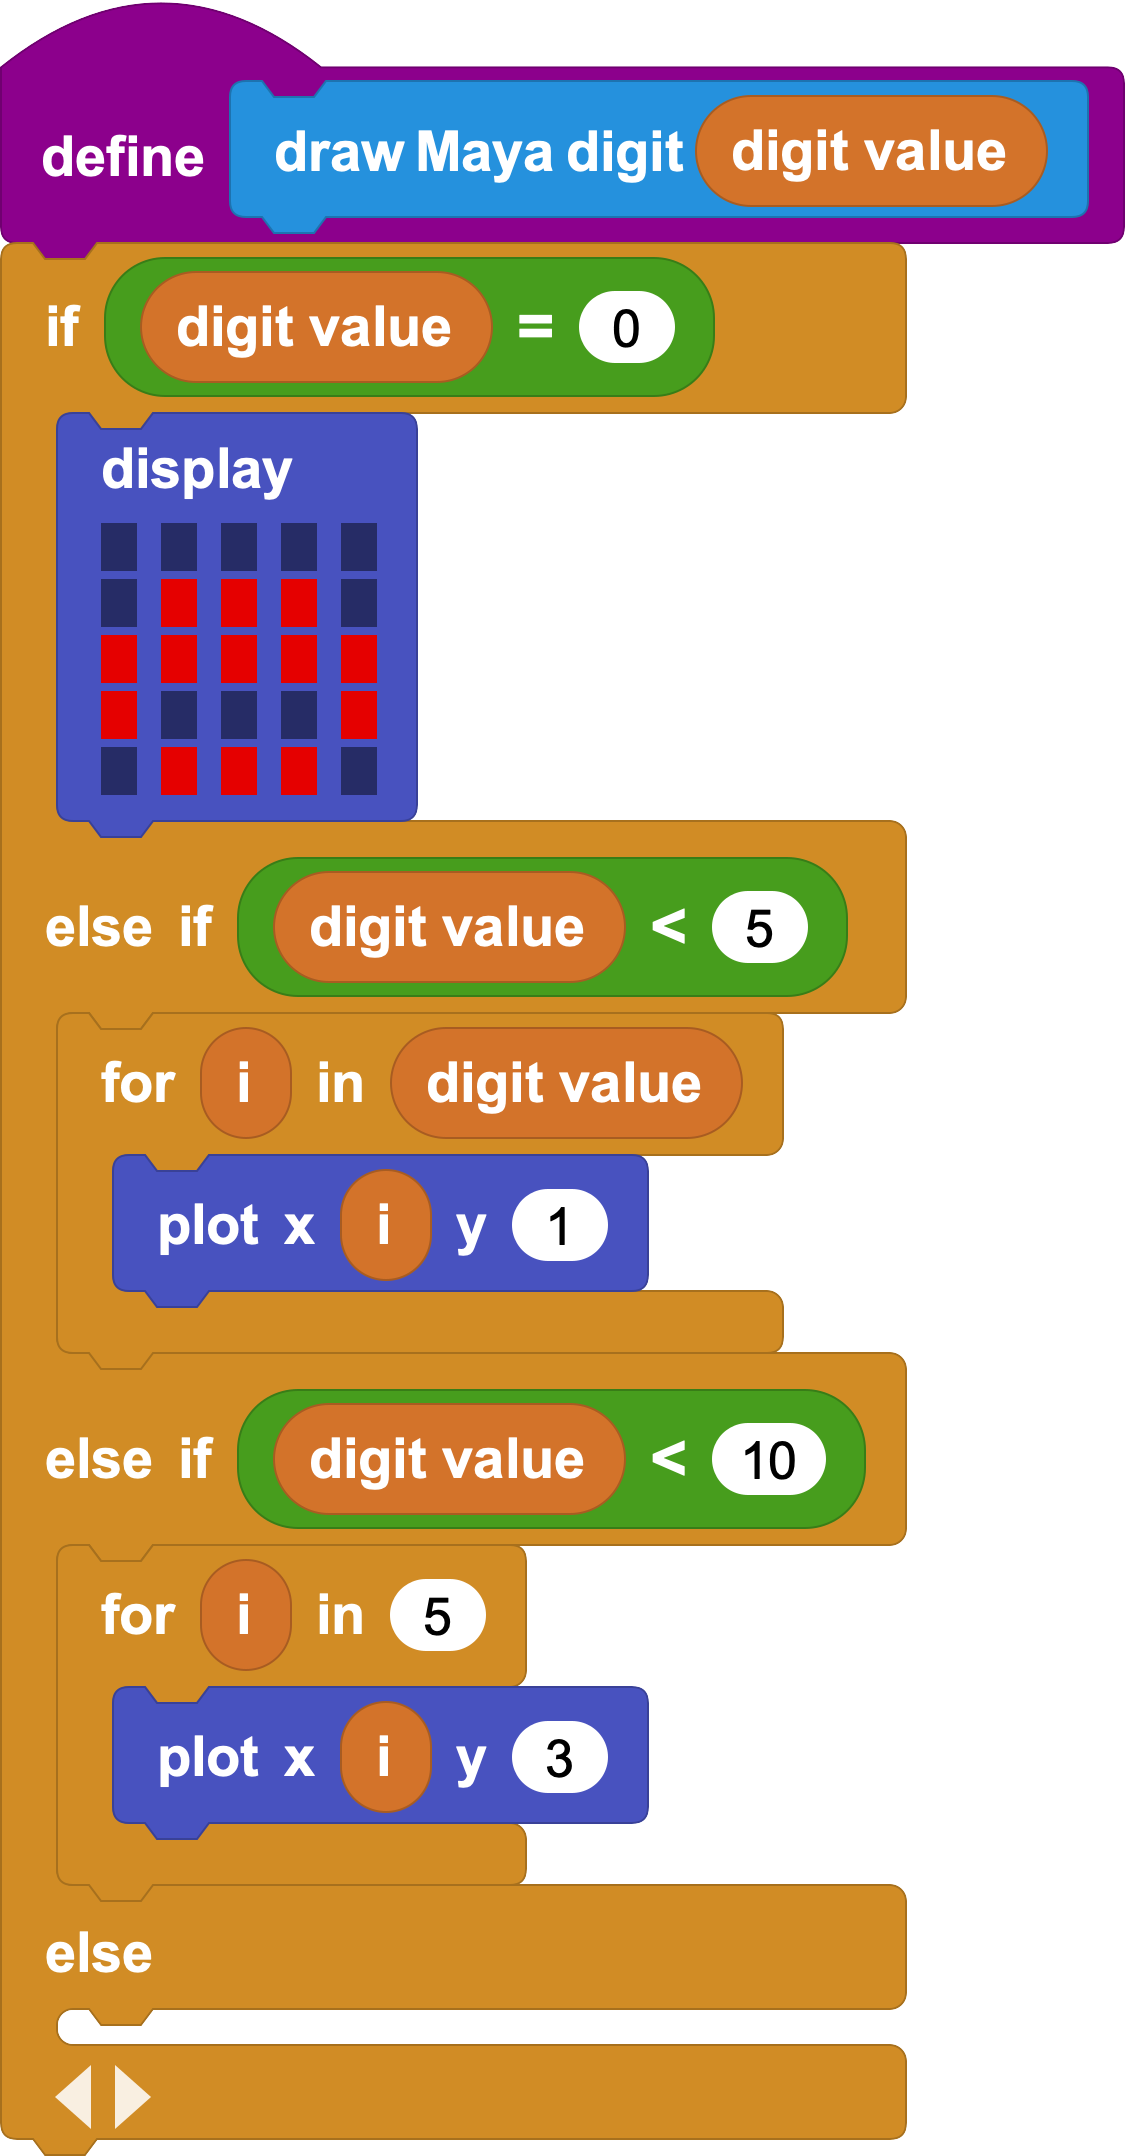 define draw Maya digit digit value
if digit value = 0
display
else if digit value < 5
for i in digit value
plot x i y 1
else if digit value < 10
for i in 5
plot x i y 3
else